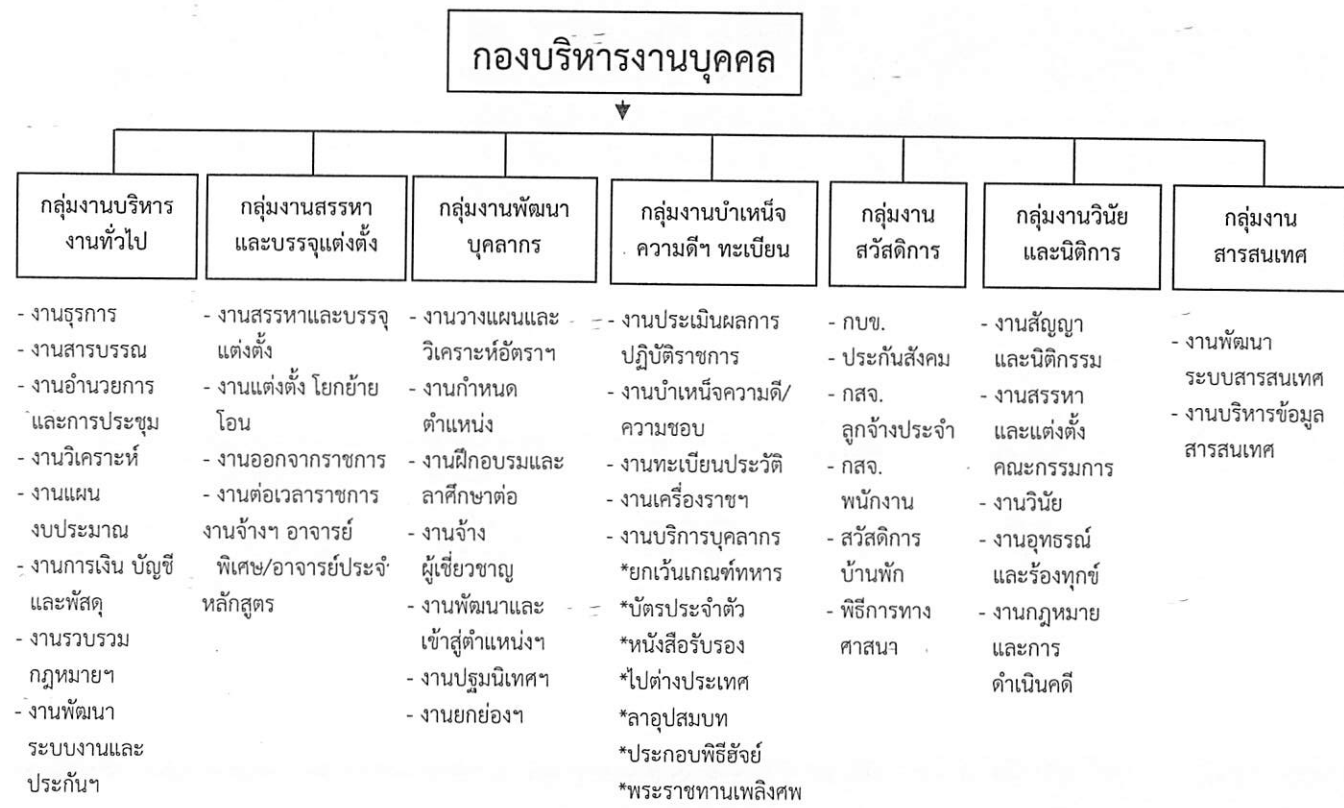 กองบริหารงานบุคคล
กลุ่มงานบริหาร
งานทั่วไป
- งานธุรการ
- งานสารบรรณ
- งานอำนวยการ
และการประชุม
- งานวิเคราะห์
- งานแผน
งบประมาณ
- งานการเงิน บัญชี
และพัสดุ
- งานรวบรวม
กฎหมายฯ
- งานพัฒนา
ระบบงานและ
ประกันฯ
กลุ่มงานสรรหา
และบรรจุแต่งตั้ง
- งานสรรหาและบรรจุ
แต่งตั้ง
- งานแต่งตั้ง โยกย้าย
โอน
- งานออกจากราชการ
- งานต่อเวลาราชการ
งานจ้างฯ อาจารย์
พิเศษ/อาจารย์ประจำ
หลักสูตร
กลุ่มงานพัฒนา
บุคลากร
- งานวางแผนและ
วิเคราะห์อัตราฯ
- งานกำหนด
ตำแหน่ง
- งานฝึกอบรมและ
ลาศึกษาต่อ
- งานจ้าง
ผู้เชี่ยวชาญ
- งานพัฒนาและ
เข้าสู่ตำแหน่งฯ
- งานปฐมนิเทศฯ
- งานยกย่องฯ
กลุ่มงานบำเหน็จ
ความดีฯ ทะเบียน
- งานประเมินผลการ
ปฏิบัติราชการ
- งานบำเหน็จความดี/
ความชอบ
- งานทะเบียนประวัติ
- งานเครื่องราชฯ
- งานบริการบุคลากร
*ยกเว้นเกณฑ์ทหาร
*บัตรประจำตัว
*หนังสือรับรอง
*ไปต่างประเทศ
*ลาอุปสมบท
*ประกอบพิธีฮัจย์
*พระราชทานเพลิงศพ
กลุ่มงาน
สวัสดิการ
- กบข.
- ประกันสังคม
- กสจ.
ลูกจ้างประจำ
- กสจ.
พนักงาน
- สวัสดิการ
บ้านพัก
- พิธีการทาง
ศาสนา
กลุ่มงานวินัย
และนิติการ
- งานสัญญา
และนิติกรรม
- งานสรรหา
และแต่งตั้ง
คณะกรรมการ
- งานวินัย
- งานอุทธรณ์
และร้องทุกข์
- งานกฎหมาย
และการ
ดำเนินคดี
กลุ่มงาน
สารสนเทศ
- งานพัฒนา
ระบบสารสนเทศ
- งานบริหารข้อมูล
สารสนเทศ